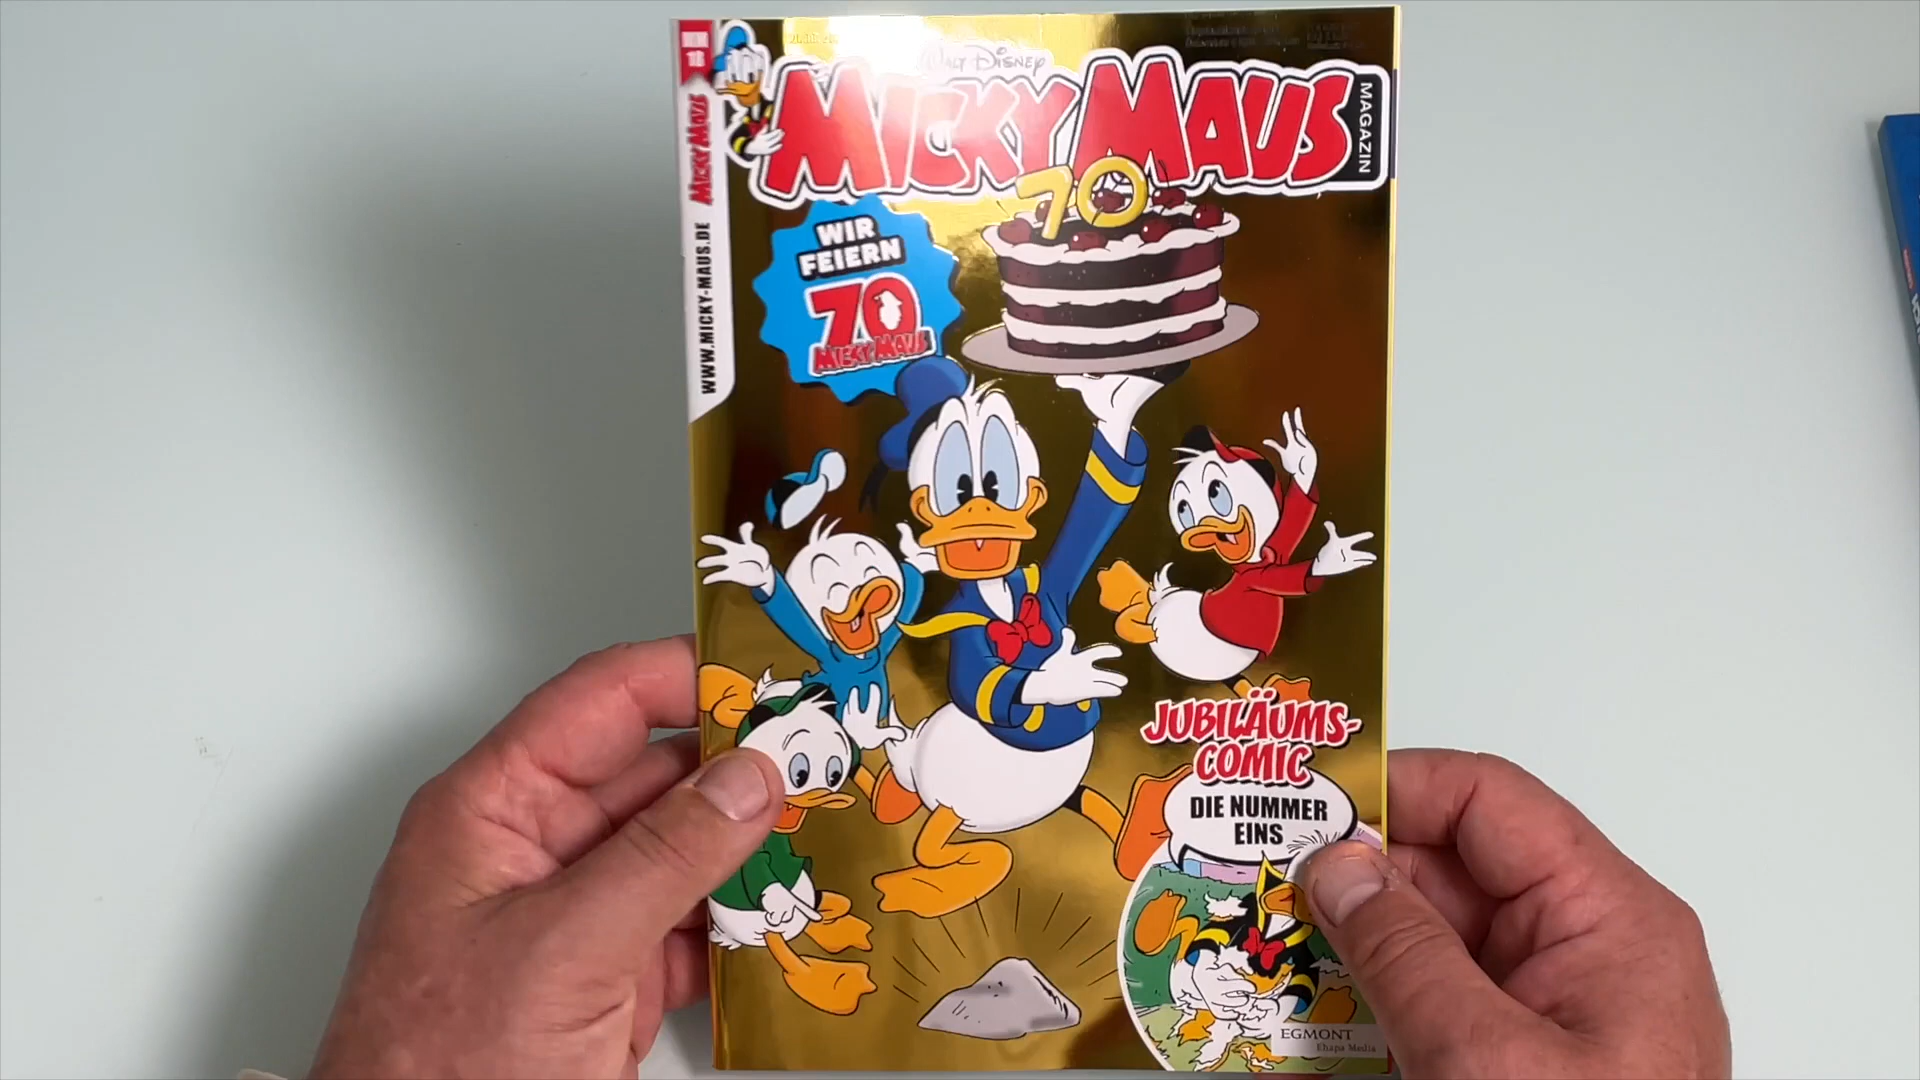 18
MICKY MAUS
WWW.MICKY-MAUS.DE
WALT DISNEY
MICKY MAUS
MAGAZIN
70
WIR
FEIERN
70
MICKY MAUS
JUBILÄUMS-
COMIC
DIE NUMMER
EINS
EGMONT
Ehapa Media